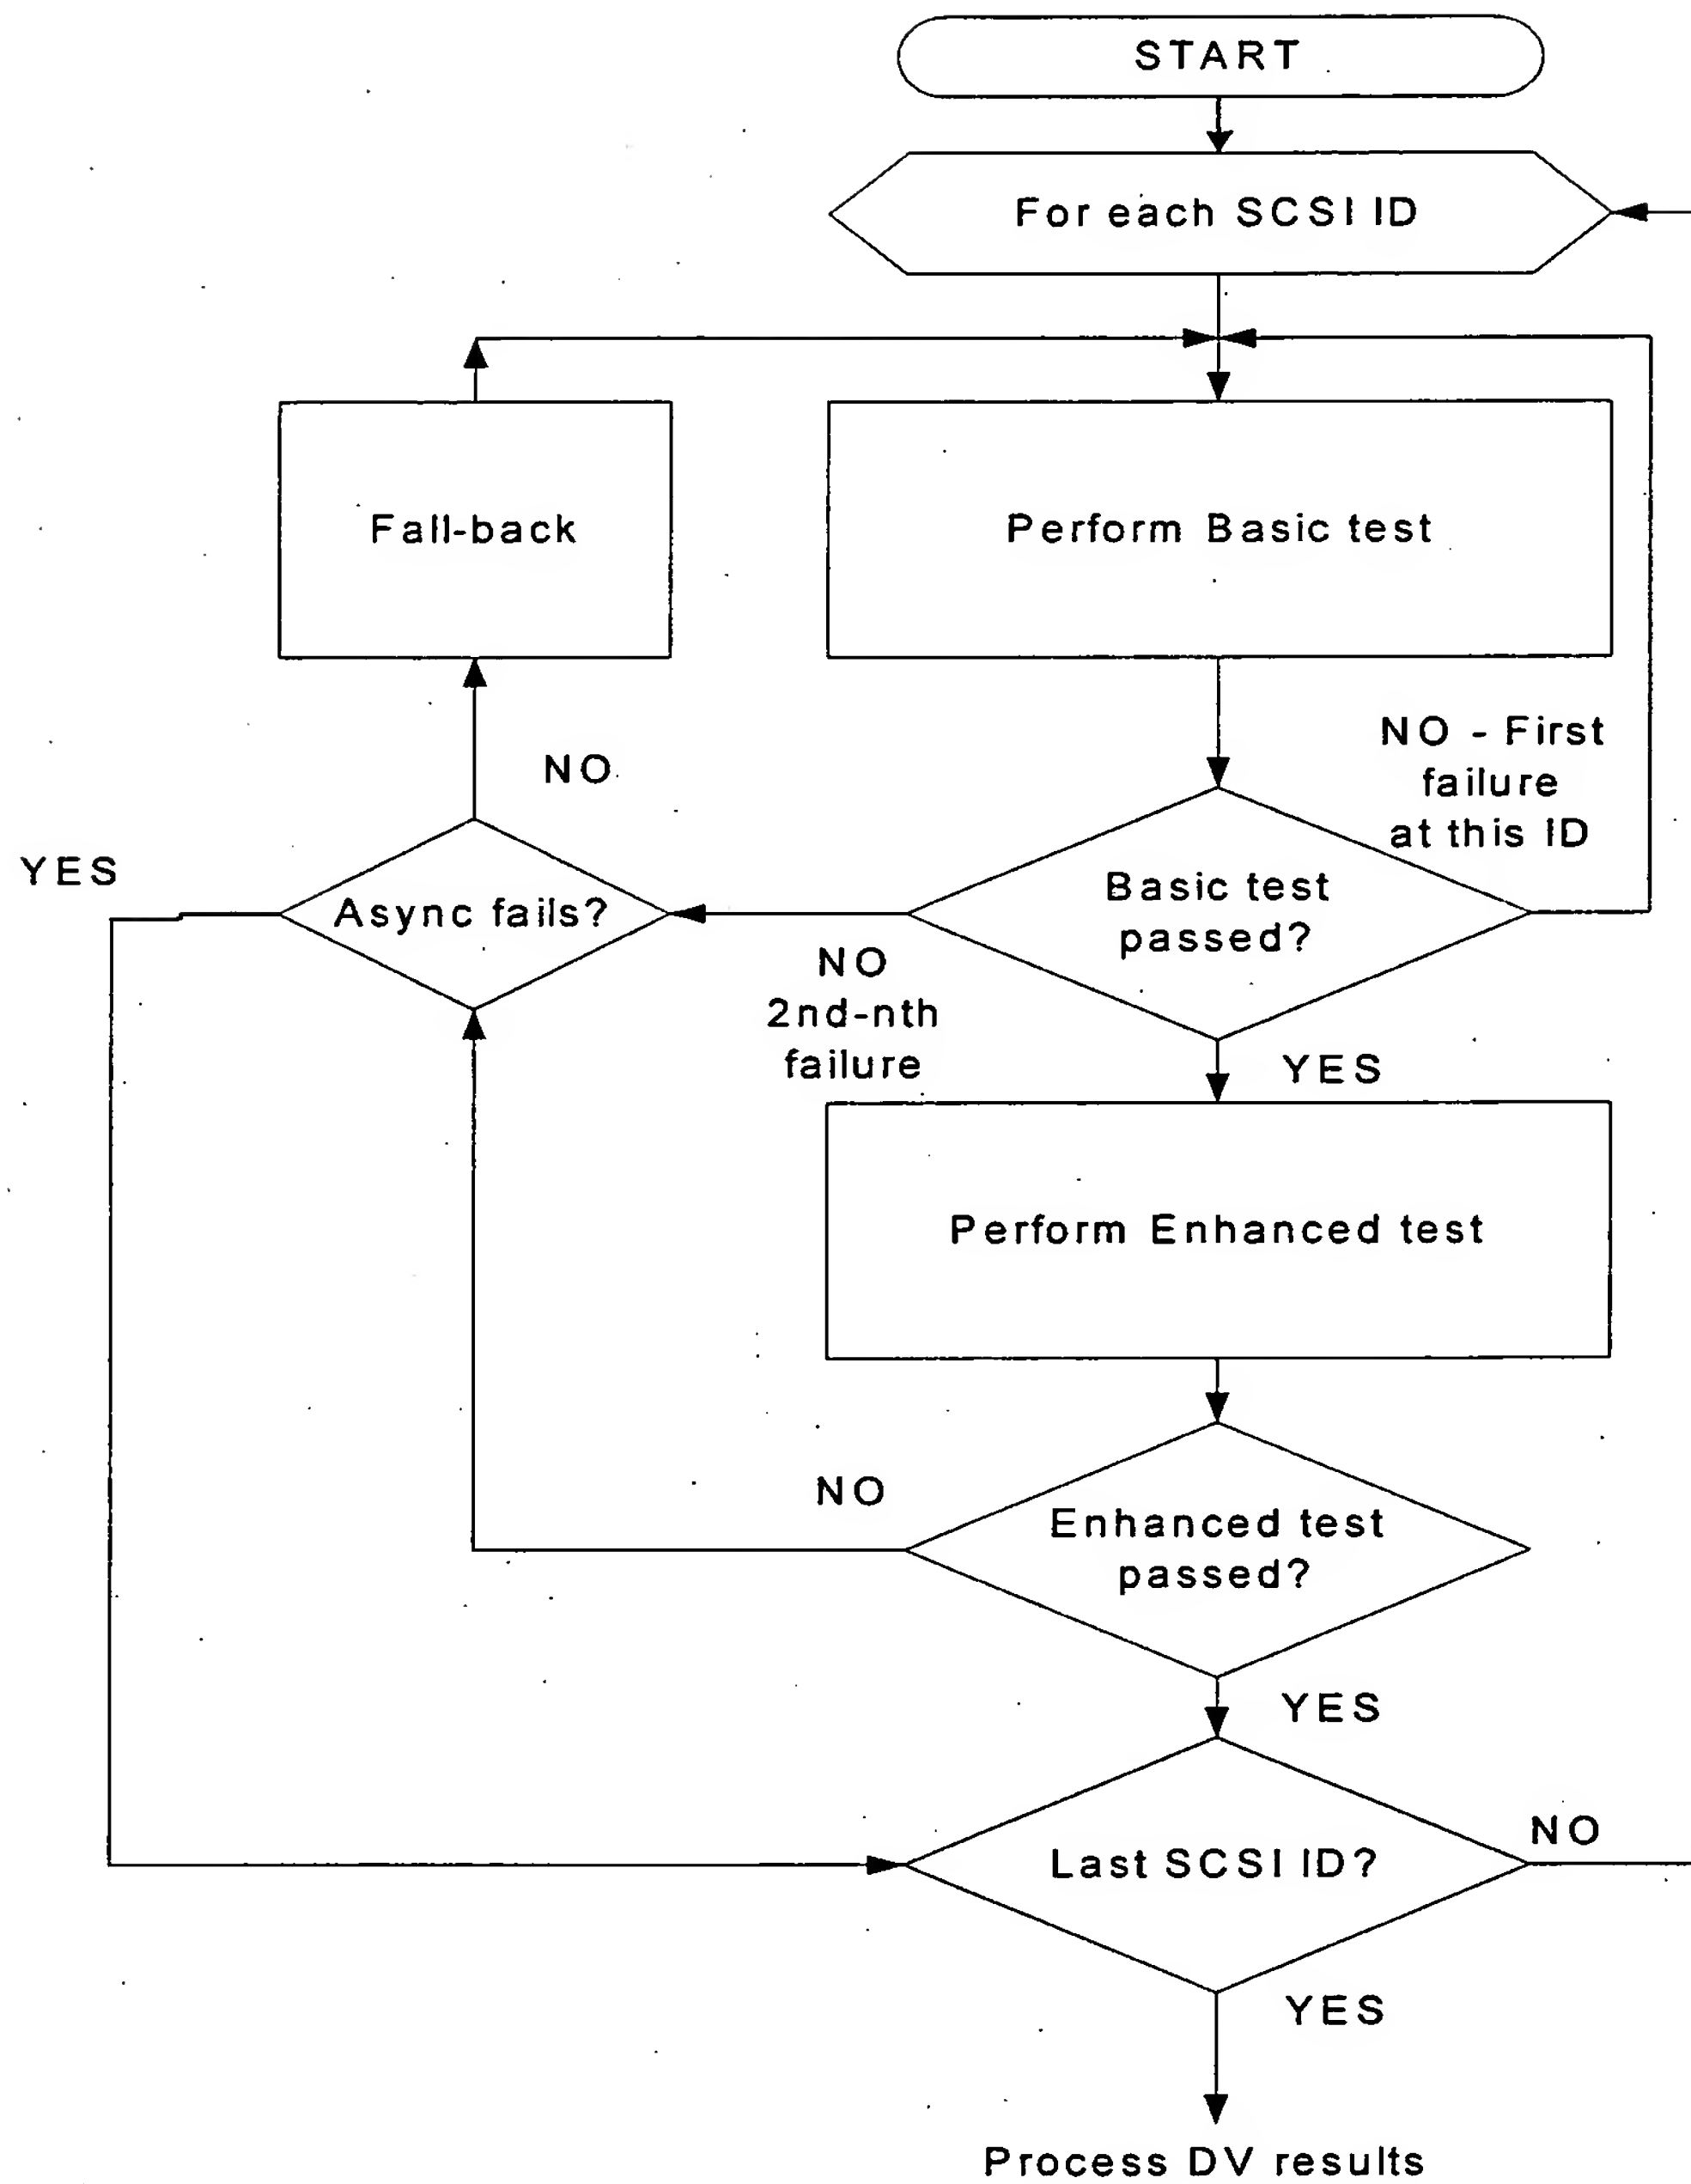 START
For each SCSI ID
Fall-back
Perform Basic test
NO - First
failure
at this ID
NO
YES
Async fails?
Basic test
passed?
NO
2nd-nth
failure
YES
Perform Enhanced test
NO
Enhanced test
passed?
YES
NO
Last SCSI ID?
YES
Process DV results